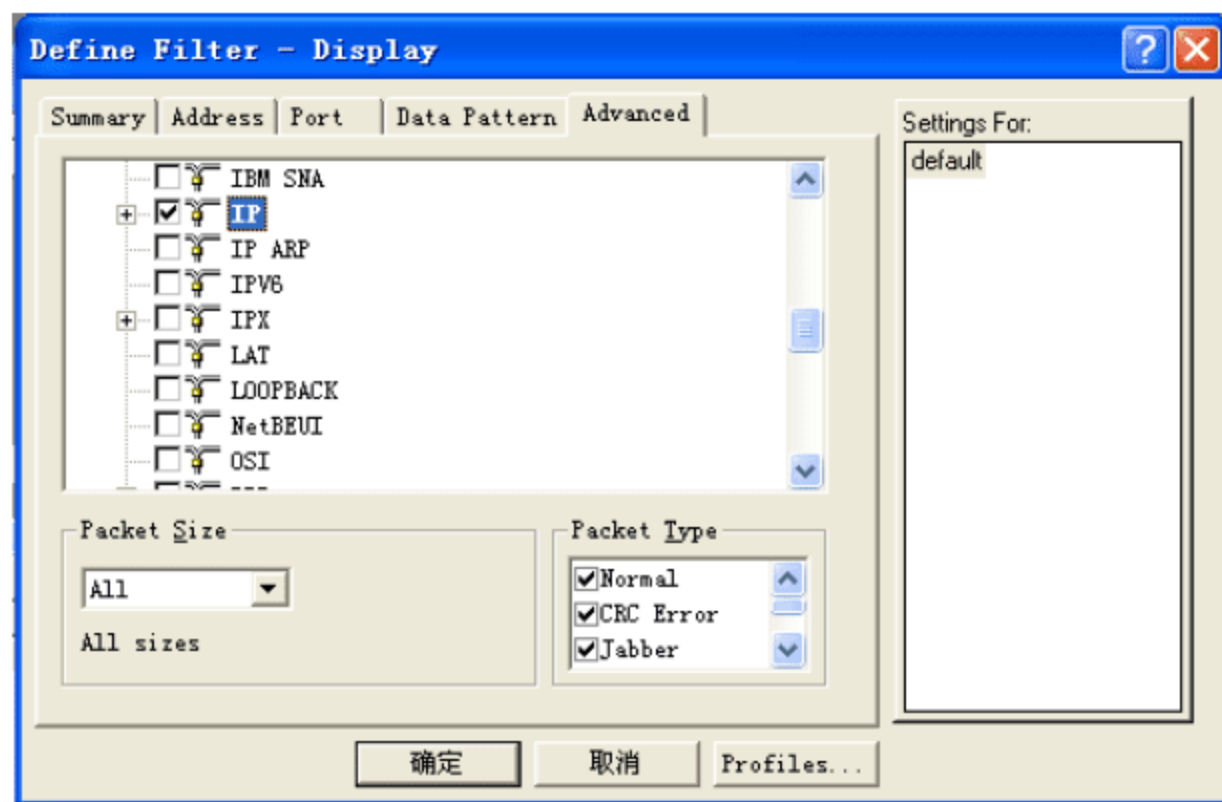 Define Filter - Display
Summary Address Port Data Pattern Advanced
Settings For:
default
IBM SNA
IP
IP ARP
IPV6
IPX
LAT
LOOPBACK
NetBEUI
OSI
Packet Size
All
All sizes
Packet Type
Normal
CRC Error
Jabber
确定 取消 Profiles...